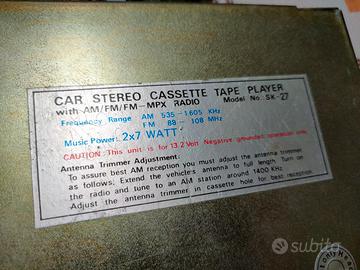 CAR STEREO CASSETTE TAPE PLAYER
with AM/FM/FM-MPX RADIO Model No. SK-27
Frequency Range AM 535-1605 KHz
FM 88-108 MHz
Music Power: 2x7 WATT
CAUTION: This unit is for 13.2 Volt Negative grounded operation only.
Antenna Trimmer Adjustment:
To assure best AM reception you must adjust the antenna trimmer
as follows: Extend the vehicle's antenna to full length. Turn on
the radio and tune to an AM station around 1400 KHz.
Adjust the antenna trimmer in cassette hole for best reception.
subito